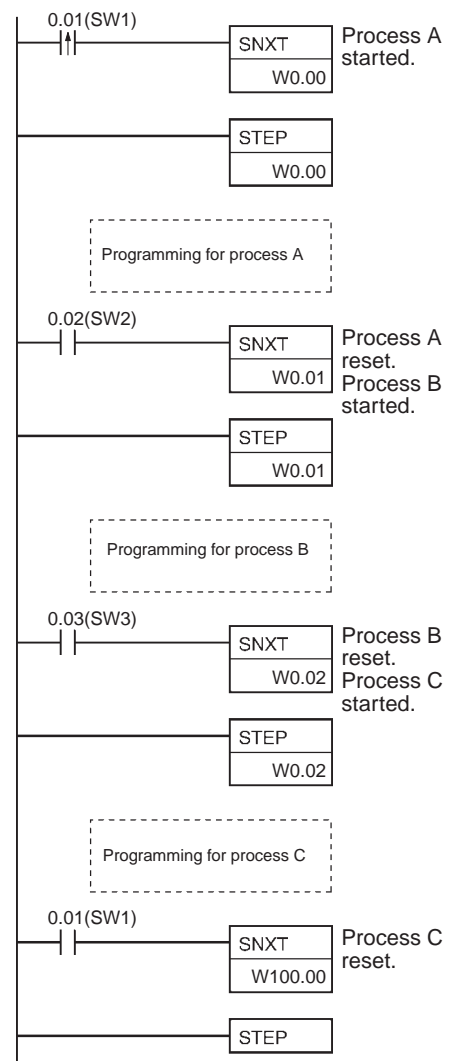 0.01(SW1)
SNXT
W0.00
Process A
started.
STEP
W0.00
Programming for process A
0.02(SW2)
SNXT
W0.01
Process A
reset.
Process B
started.
STEP
W0.01
Programming for process B
0.03(SW3)
SNXT
W0.02
Process B
reset.
Process C
started.
STEP
W0.02
Programming for process C
0.01(SW1)
SNXT
W100.00
Process C
reset.
STEP